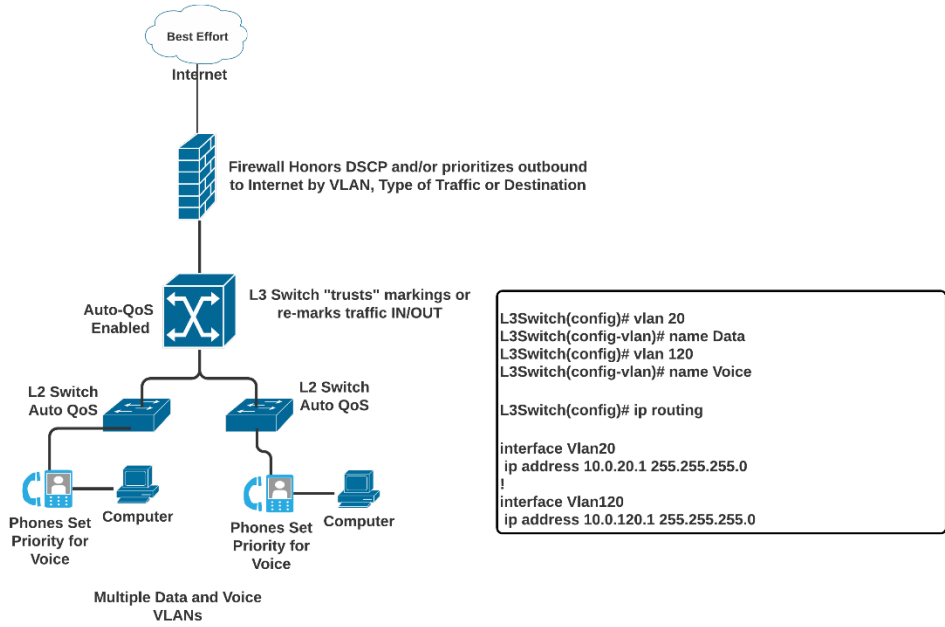 Best Effort
Internet
Firewall Honors DSCP and/or prioritizes outbound
to Internet by VLAN, Type of Traffic or Destination
Auto-QoS
Enabled
L3 Switch "trusts" markings or
re-marks traffic IN/OUT
L2 Switch
Auto QoS
L2 Switch
Auto QoS
Phones Set
Priority for
Voice
Computer
Phones Set
Priority for
Voice
Computer
Multiple Data and Voice
VLANs
L3Switch(config)# vlan 20
L3Switch(config-vlan)# name Data
L3Switch(config)# vlan 120
L3Switch(config-vlan)# name Voice
L3Switch(config)# ip routing
interface Vlan20
ip address 10.0.20.1 255.255.255.0
!
interface Vlan120
ip address 10.0.120.1 255.255.255.0